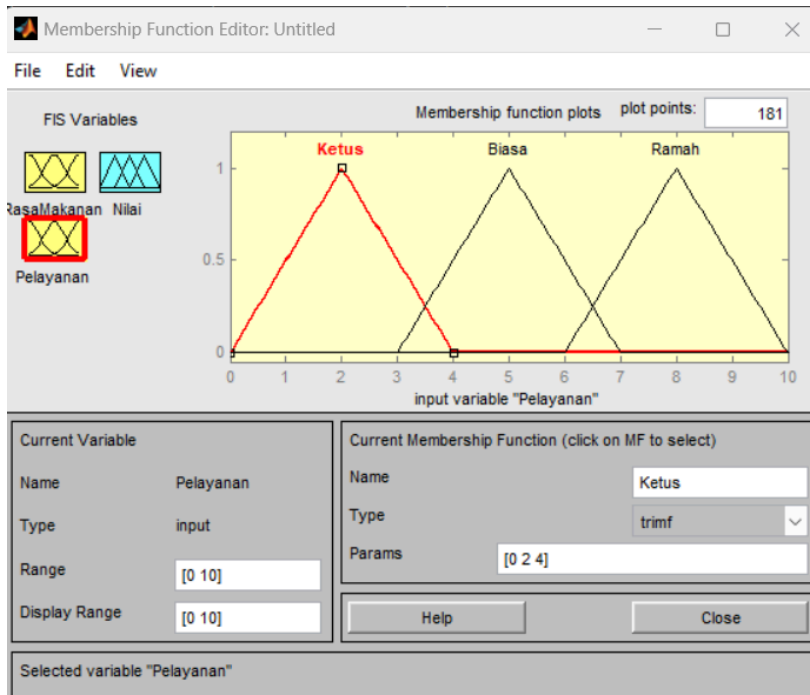 Membership Function Editor: Untitled
File Edit View
FIS Variables
Membership function plots plot points: 181
RasaMakanan Nilai
Pelayanan
Ketus Biasa Ramah
1
0.5
0
0 1 2 3 4 5 6 7 8 9 10
input variable "Pelayanan"
Current Variable
Name Pelayanan
Type input
Range [0 10]
Display Range [0 10]
Current Membership Function (click on MF to select)
Name Ketus
Type trimf
Params [0 2 4]
Help Close
Selected variable "Pelayanan"